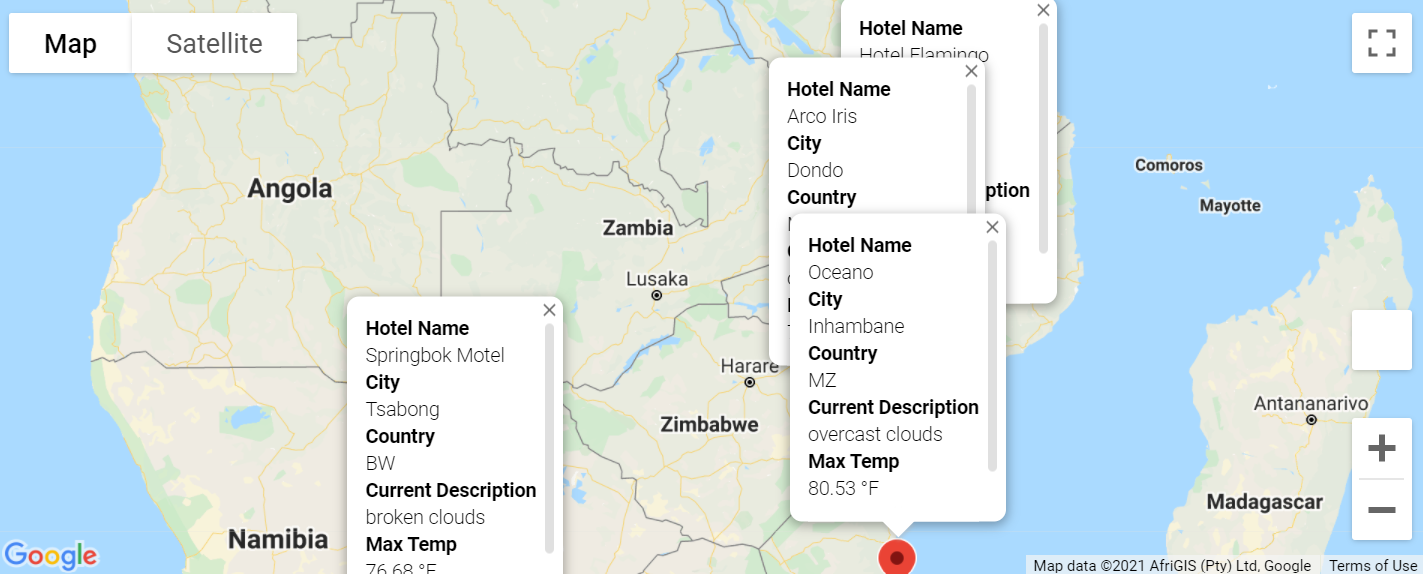 Map
Satellite
Angola
Zambia
Lusaka
Harare
Zimbabwe
Namibia
Comoros
Mayotte
Antananarivo
Madagascar
Hotel Name
Hotel Flamingo
ption
Hotel Name
Arco Iris
City
Dondo
Country
Hotel Name
Oceano
City
Inhambane
Country
MZ
Current Description
overcast clouds
Max Temp
80.53 °F
Hotel Name
Springbok Motel
City
Tsabong
Country
BW
Current Description
broken clouds
Max Temp
76.68 °F
Google
Map data ©2021 AfriGIS (Pty) Ltd, Google
Terms of Use